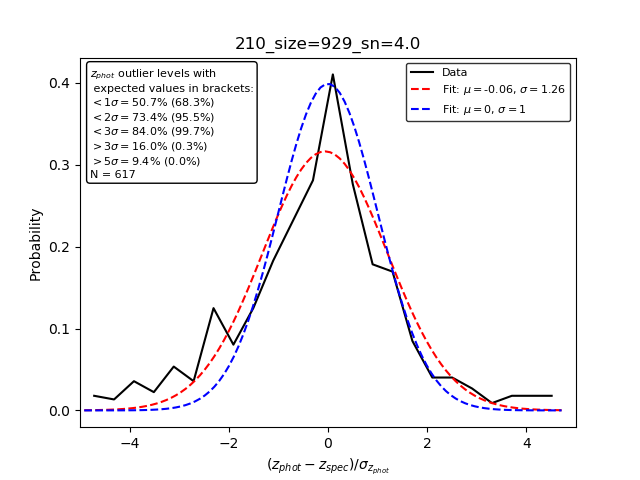 210_size=929_sn=4.0
z_phot outlier levels with
expected values in brackets:
< 1σ = 50.7% (68.3%)
< 2σ = 73.4% (95.5%)
< 3σ = 84.0% (99.7%)
> 3σ = 16.0% (0.3%)
> 5σ = 9.4% (0.0%)
N = 617
Data
Fit: μ = -0.06, σ = 1.26
Fit: μ = 0, σ = 1
Probability
0.4
0.3
0.2
0.1
0.0
−4 −2 0 2 4
(z_phot − z_spec)/σ_z_phot